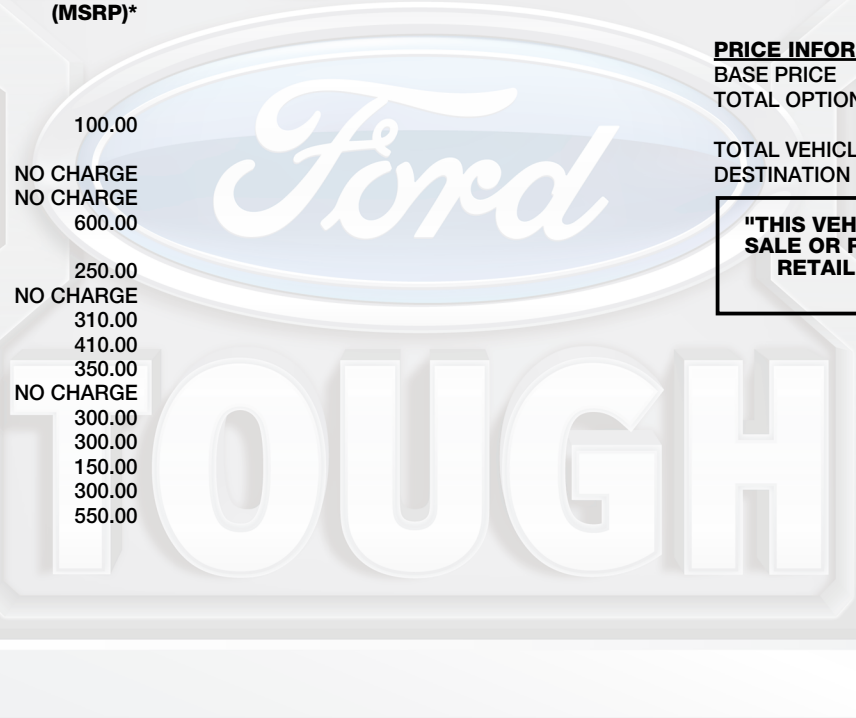 (MSRP)*
100.00
NO CHARGE
NO CHARGE
600.00
250.00
NO CHARGE
310.00
410.00
350.00
NO CHARGE
300.00
300.00
150.00
300.00
550.00
PRICE INFOR
BASE PRICE
TOTAL OPTION
TOTAL VEHICL
DESTINATION
"THIS VEH
SALE OR F
RETAIL
Ford
TOUGH